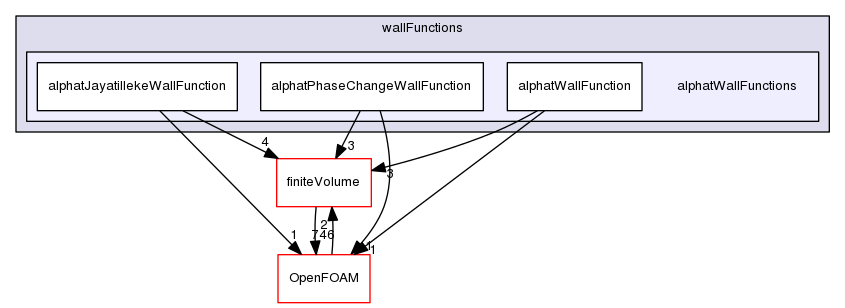 wallFunctions
alphatJayatillekeWallFunction
alphatPhaseChangeWallFunction
alphatWallFunction
alphatWallFunctions
4
3
3
finiteVolume
1
2
746
1
1
OpenFOAM